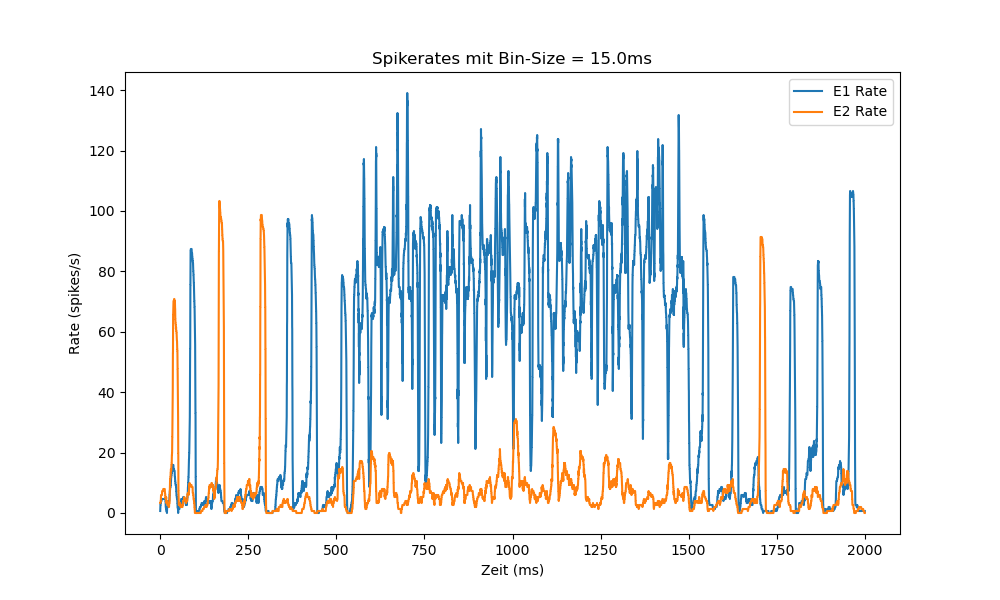 Spikerates mit Bin-Size = 15.0ms
E1 Rate
E2 Rate
140
120
100
80
60
40
20
0
Rate (spikes/s)
0 250 500 750 1000 1250 1500 1750 2000
Zeit (ms)